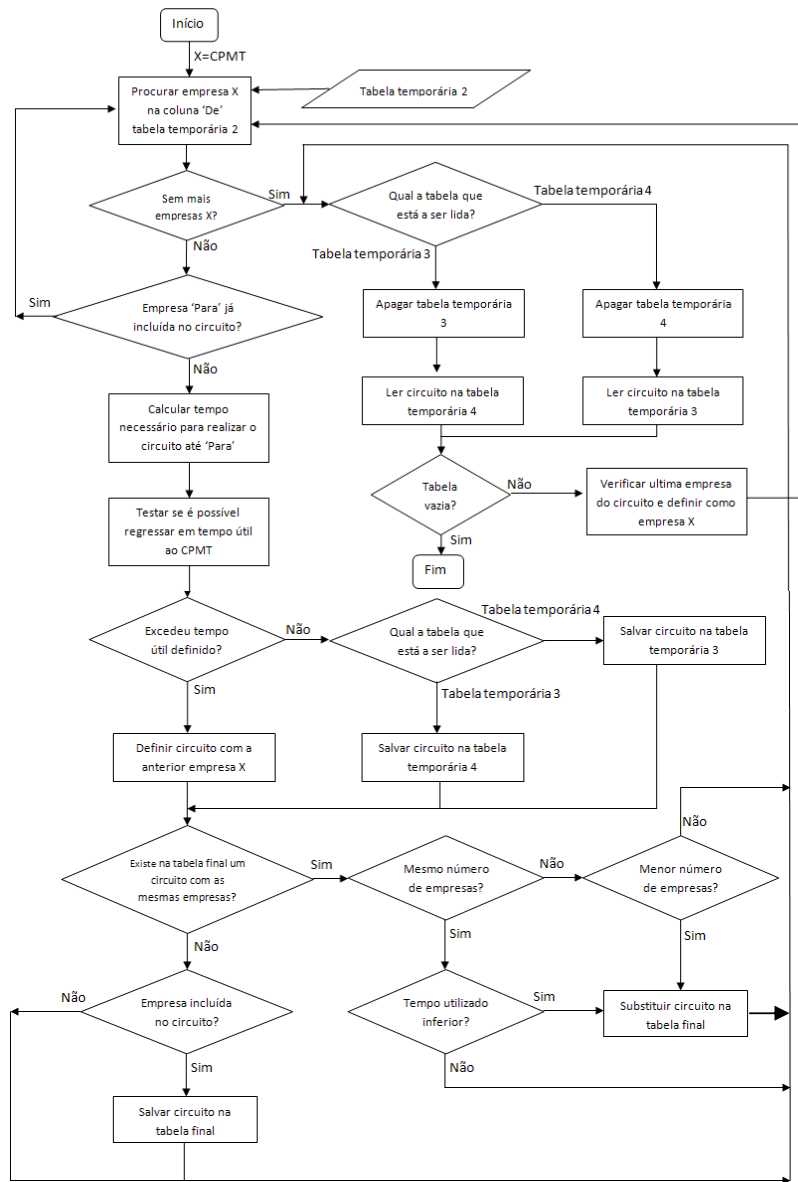 Início
X=CPMT
Procurar empresa X
na coluna 'De'
tabela temporária 2
Tabela temporária 2
Sem mais
empresas X?
Sim
Não
Qual a tabela que
está a ser lida?
Tabela temporária 4
Tabela temporária 3
Empresa 'Para' já
incluída no circuito?
Sim
Não
Apagar tabela temporária
3
Apagar tabela temporária
4
Ler circuito na tabela
temporária 4
Ler circuito na tabela
temporária 3
Calcular tempo
necessário para realizar o
circuito até 'Para'
Tabela
vazia?
Não
Sim
Verificar ultima empresa
do circuito e definir como
empresa X
Fim
Testar se é possível
regressar em tempo útil
ao CPMT
Excedeu tempo
útil definido?
Não
Sim
Qual a tabela que
está a ser lida?
Tabela temporária 4
Tabela temporária 3
Salvar circuito na tabela
temporária 3
Definir circuito com a
anterior empresa X
Salvar circuito na tabela
temporária 4
Existe na tabela final um
circuito com as
mesmas empresas?
Sim
Não
Mesmo número
de empresas?
Não
Sim
Menor número
de empresas?
Não
Sim
Empresa incluída
no circuito?
Não
Sim
Tempo utilizado
inferior?
Sim
Não
Substituir circuito na
tabela final
Salvar circuito na
tabela final